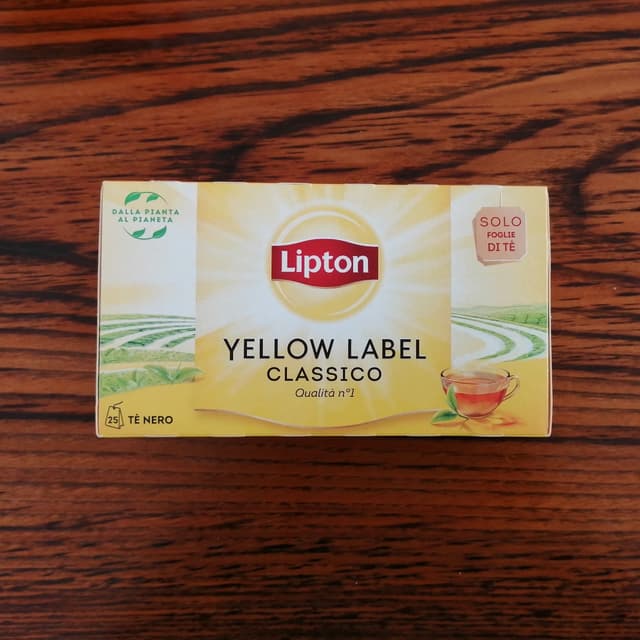 DALLA PIANTA
AL PIANETA
Lipton
SOLO
FOGLIE
DI TÈ
YELLOW LABEL
CLASSICO
Qualità n°1
25 TÈ NERO